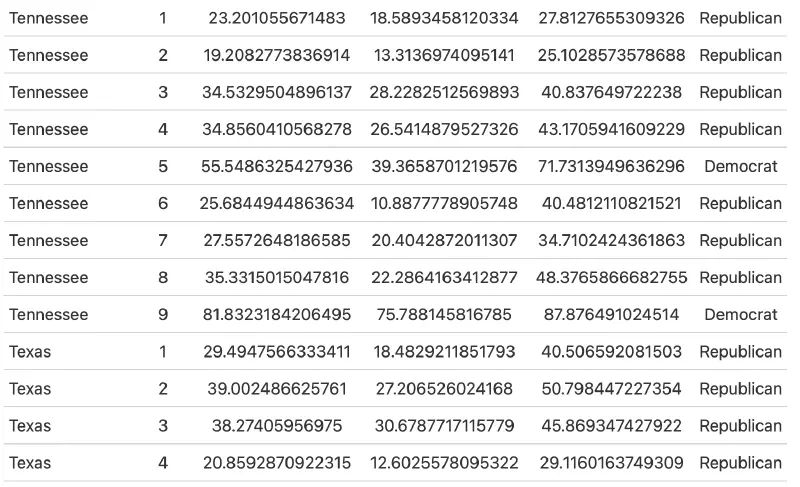 Tennessee 1 23.201055671483 18.5893458120334 27.8127655309326 Republican
Tennessee 2 19.2082773836914 13.3136974095141 25.1028573578688 Republican
Tennessee 3 34.5329504896137 28.2282512569893 40.837649722238 Republican
Tennessee 4 34.8560410568278 26.5414879527326 43.1705941609229 Republican
Tennessee 5 55.5486325427936 39.3658701219576 71.7313949636296 Democrat
Tennessee 6 25.6844944863634 10.8877778905748 40.4812110821521 Republican
Tennessee 7 27.5572648186585 20.4042872011307 34.7102424361863 Republican
Tennessee 8 35.3315015047816 22.2864163412877 48.3765866682755 Republican
Tennessee 9 81.8323184206495 75.788145816785 87.876491024514 Democrat
Texas 1 29.4947566333411 18.4829211851793 40.506592081503 Republican
Texas 2 39.002486625761 27.206526024168 50.798447227354 Republican
Texas 3 38.27405956975 30.6787717115779 45.869347427922 Republican
Texas 4 20.8592870922315 12.6025578095322 29.1160163749309 Republican